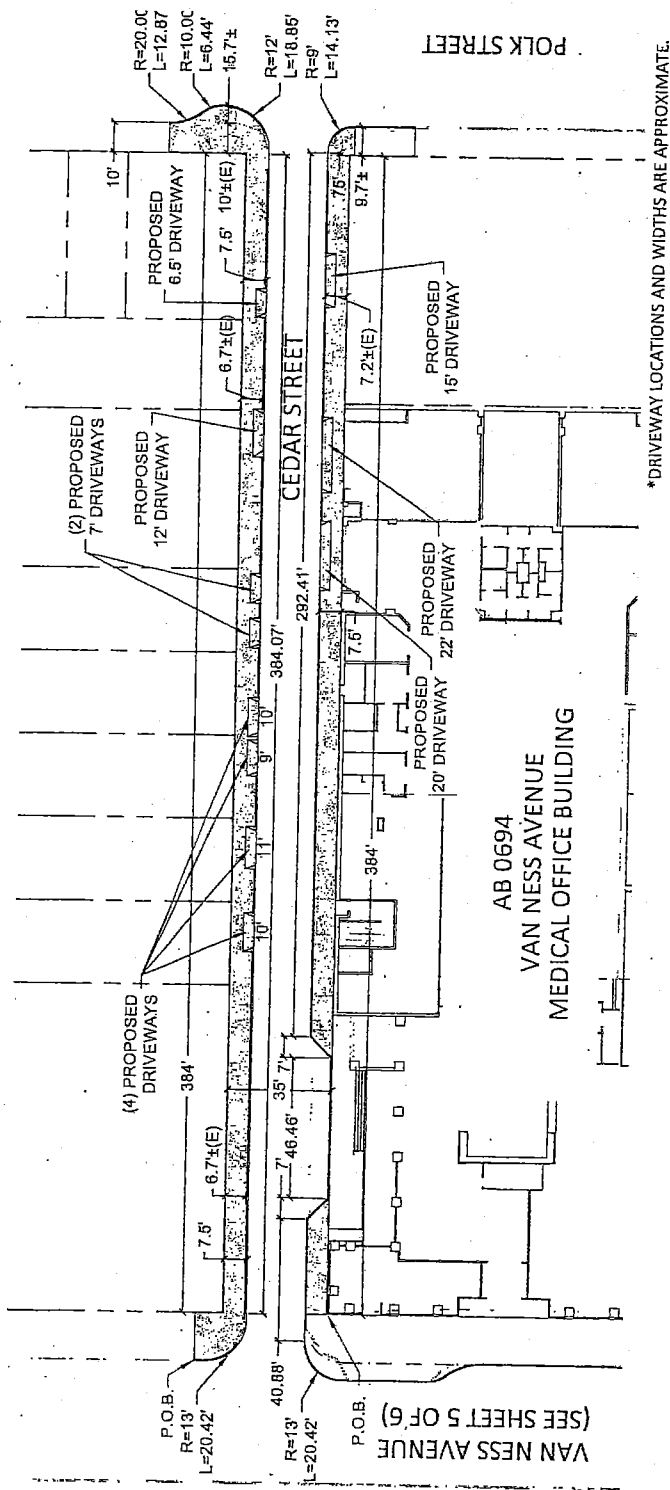 R=20.00
L=12.87
R=10.00
L=6.44'
15.7'±
R=12'
L=18.85'
R=9'
L=14.13'
POLK STREET
10'
10'±(E)
7.5'
PROPOSED
6.5' DRIVEWAY
6.7'±(E)
(2) PROPOSED
7' DRIVEWAYS
PROPOSED
12' DRIVEWAY
CEDAR STREET
7.5'
9.7'±
7.2'±(E)
PROPOSED
15' DRIVEWAY
384.07'
292.41'
10'
9'
11'
10'
(4) PROPOSED
DRIVEWAYS
384'
7.5'
PROPOSED
22' DRIVEWAY
PROPOSED
20' DRIVEWAY
384'
AB 0694
VAN NESS AVENUE
MEDICAL OFFICE BUILDING
35'
7'
46.46'
7'
6.7'±(E)
7.5'
40.88'
P.O.B.
R=13'
L=20.42'
R=13'
L=20.42'
P.O.B.
VAN NESS AVENUE
(SEE SHEET 5 OF 6)
*DRIVEWAY LOCATIONS AND WIDTHS ARE APPROXIMATE.